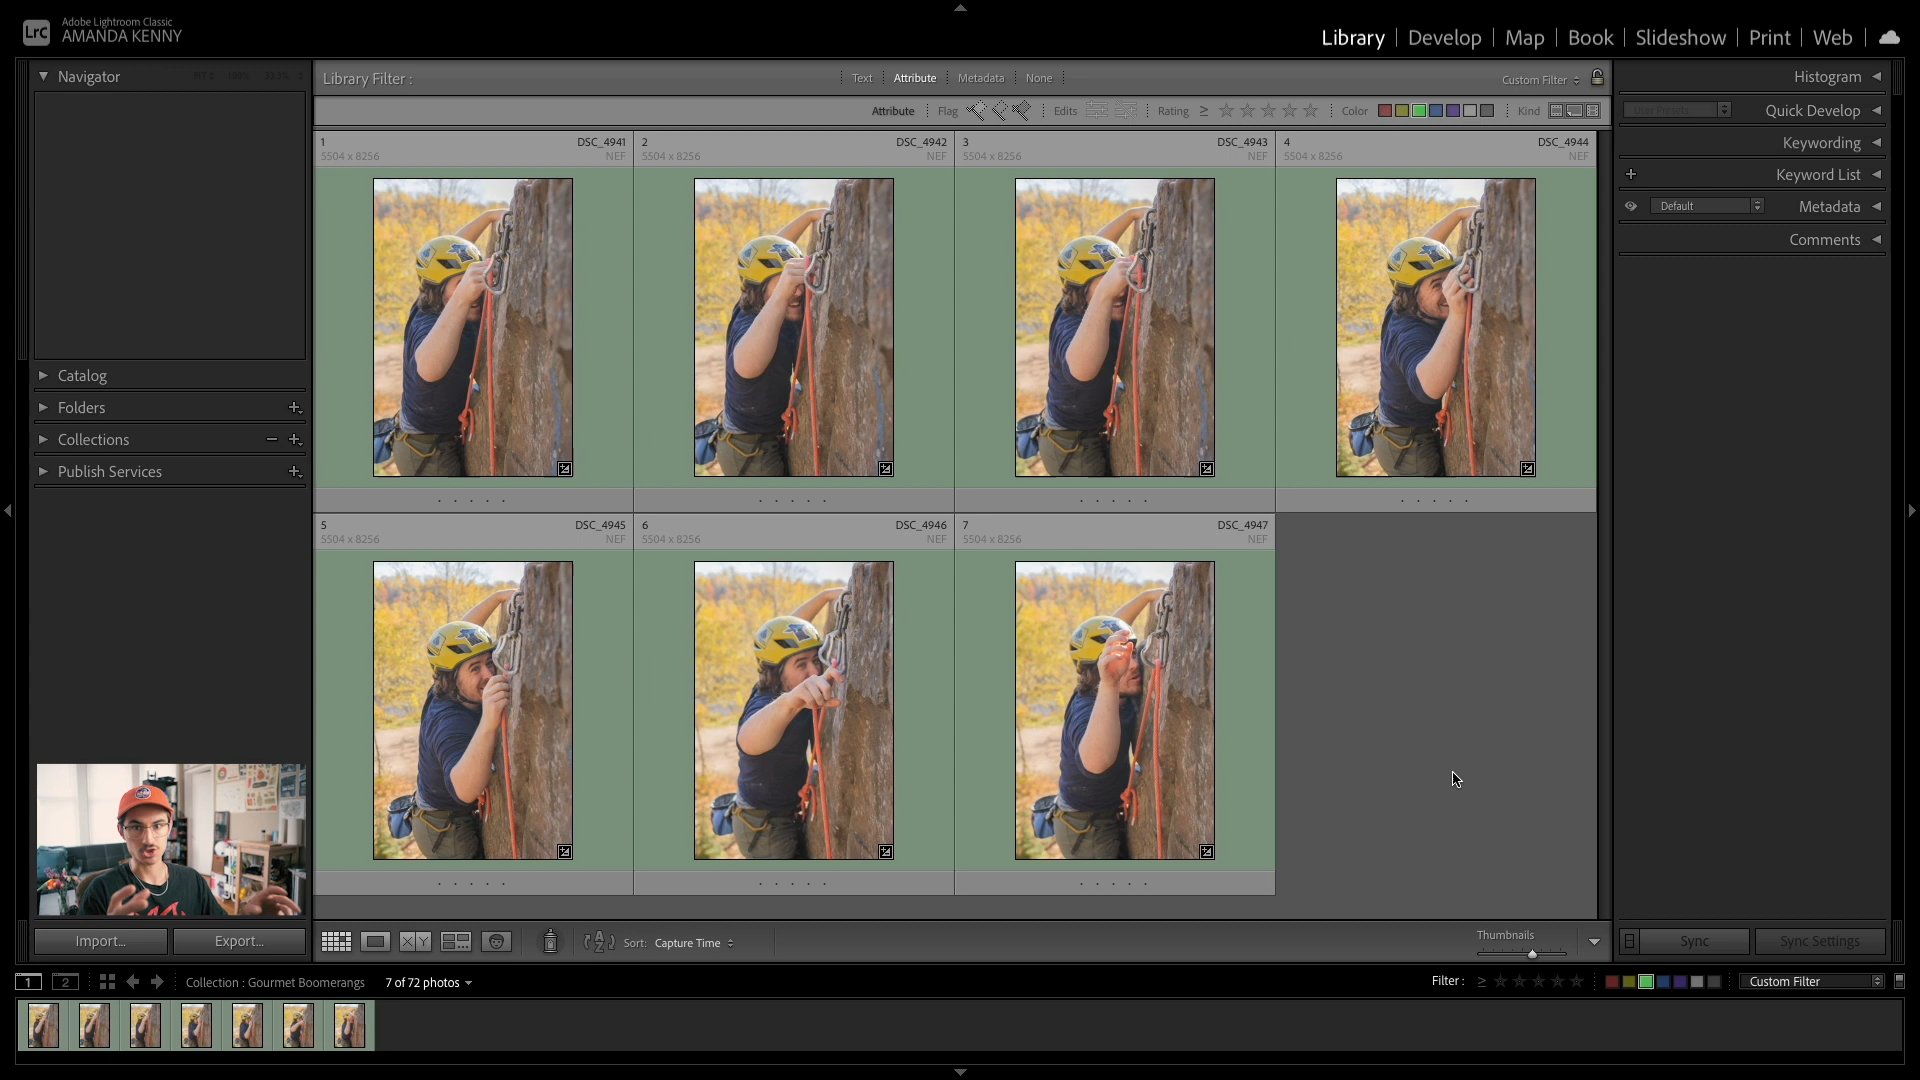 Lrc
Adobe Lightroom Classic
AMANDA KENNY
Library | Develop | Map | Book | Slideshow | Print | Web
Navigator
Catalog
Folders
Collections
Publish Services
Import...
Export...
Library Filter :
Text | Attribute | Metadata | None
Custom Filter
Attribute
Flag
Edits
Rating ≥
Color
Kind
1 DSC_4941
5504 x 8256 NEF
2 DSC_4942
5504 x 8256 NEF
3 DSC_4943
5504 x 8256 NEF
4 DSC_4944
5504 x 8256 NEF
5 DSC_4945
5504 x 8256 NEF
6 DSC_4946
5504 x 8256 NEF
7 DSC_4947
5504 x 8256 NEF
XY
Sort: Capture Time
Thumbnails
Histogram
Quick Develop
Keywording
Keyword List
Default
Metadata
Comments
Sync
Sync Settings
1
2
Collection : Gourmet Boomerangs
7 of 72 photos
Filter :
≥
Custom Filter